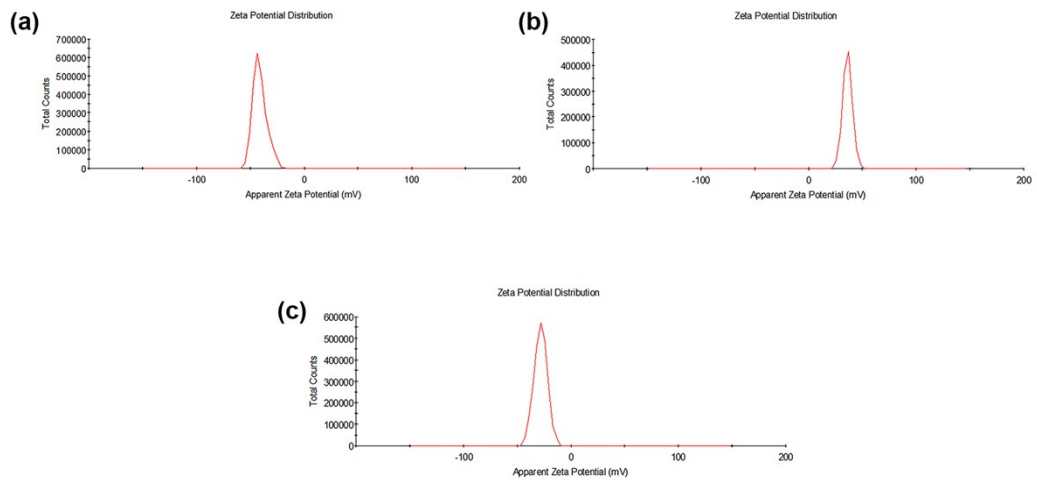 (a)
Zeta Potential Distribution
700000
600000
500000
400000
300000
200000
100000
0
Total Counts
-100 0 100 200
Apparent Zeta Potential (mV)
(b)
Zeta Potential Distribution
500000
400000
300000
200000
100000
0
Total Counts
-100 0 100 200
Apparent Zeta Potential (mV)
(c)
Zeta Potential Distribution
600000
500000
400000
300000
200000
100000
0
Total Counts
-100 0 100 200
Apparent Zeta Potential (mV)